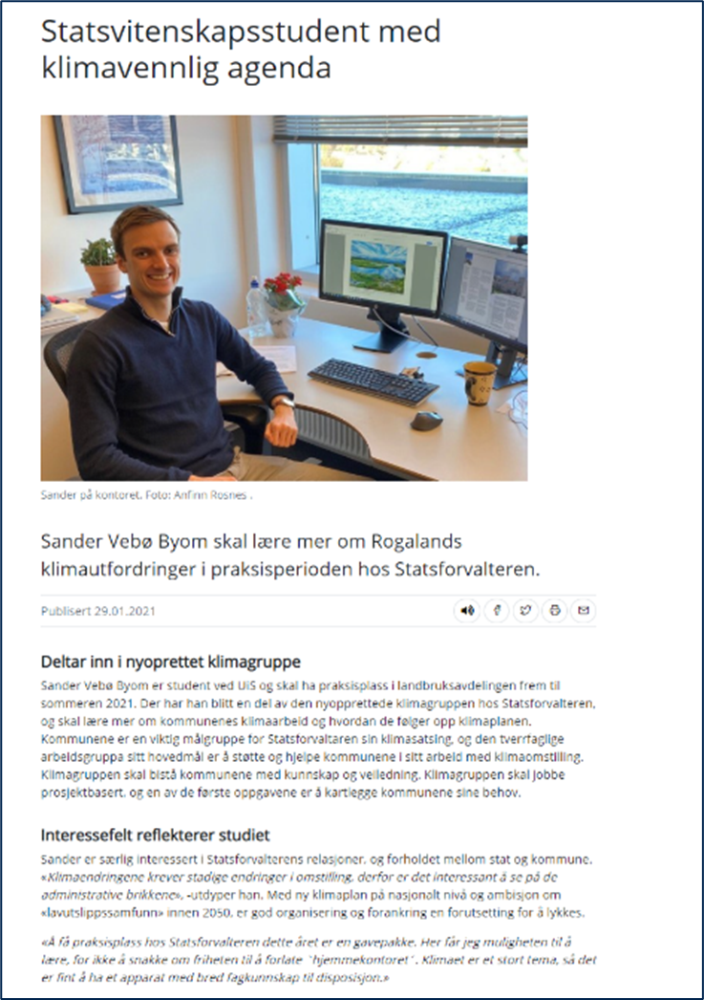 Statsvitenskapsstudent med
klimavennlig agenda
Sander på kontoret. Foto: Anfinn Rosnes .
Sander Vebø Byom skal lære mer om Rogalands
klimautfordringer i praksisperioden hos Statsforvalteren.
Publisert 29.01.2021
Deltar inn i nyoprettet klimagruppe
Sander Vebø Byom er student ved UiS og skal ha praksisplass i landbruksavdelingen frem til
sommeren 2021. Der har han blitt en del av den nyopprettede klimagruppen hos Statsforvalteren,
og skal lære mer om kommunenes klimaarbeid og hvordan de følger opp klimaplanen.
Kommunene er en viktig målgruppe for Statsforvaltaren sin klimasatsing, og den tverrfaglige
arbeidsgruppa sitt hovedmål er å støtte og hjelpe kommunene i sitt arbeid med klimaomstilling.
Klimagruppen skal bistå kommunene med kunnskap og veiledning. Klimagruppen skal jobbe
prosjektbasert, og en av de første oppgavene er å kartlegge kommunene sine behov.
Interessefelt reflekterer studiet
Sander er særlig interessert i Statsforvalterens relasjoner, og forholdet mellom stat og kommune.
«Klimaendringene krever stadige endringer i omstilling, derfor er det interessant å se på de
administrative brikkene», -utdyper han. Med ny klimaplan på nasjonalt nivå og ambisjon om
«lavutslippssamfunn» innen 2050, er god organisering og forankring en forutsetting for å lykkes.
«Å få praksisplass hos Statsforvalteren dette året er en gavepakke. Her får jeg muligheten til å
lære, for ikke å snakke om friheten til å forlate ´hjemmekontoret´. Klimaet er et stort tema, så det
er fint å ha et apparat med bred fagkunnskap til disposisjon.»